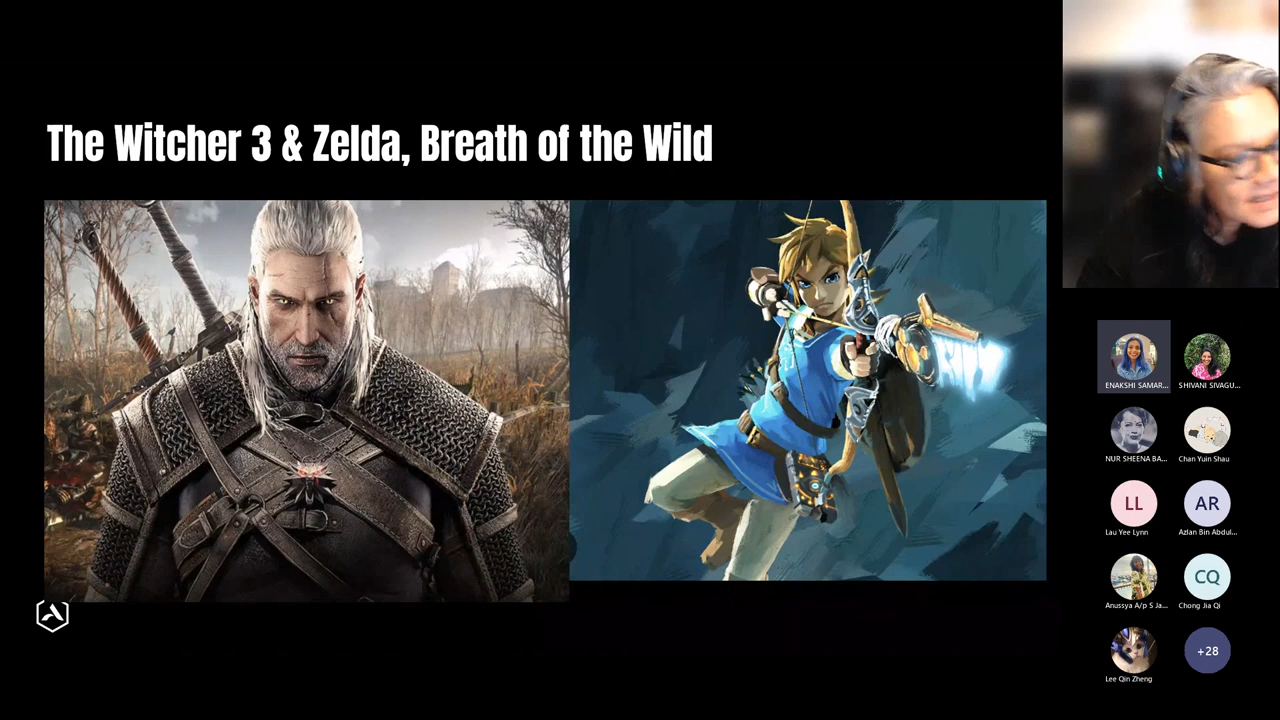 The Witcher 3 & Zelda, Breath of the Wild
ENAKSHI SAMAR...
SHIVANI SIVAGU...
NUR SHEENA BA...
Chan Yuin Shau
LL
AR
Lau Yee Lynn
Azlan Bin Abdul...
CQ
Anussya A/p S Ja...
Chong Jia Qi
+28
Lee Qin Zheng